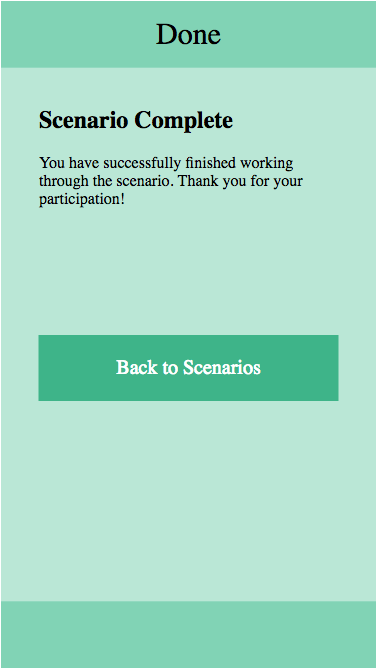 Done
Scenario Complete
You have successfully finished working
through the scenario. Thank you for your
participation!
Back to Scenarios